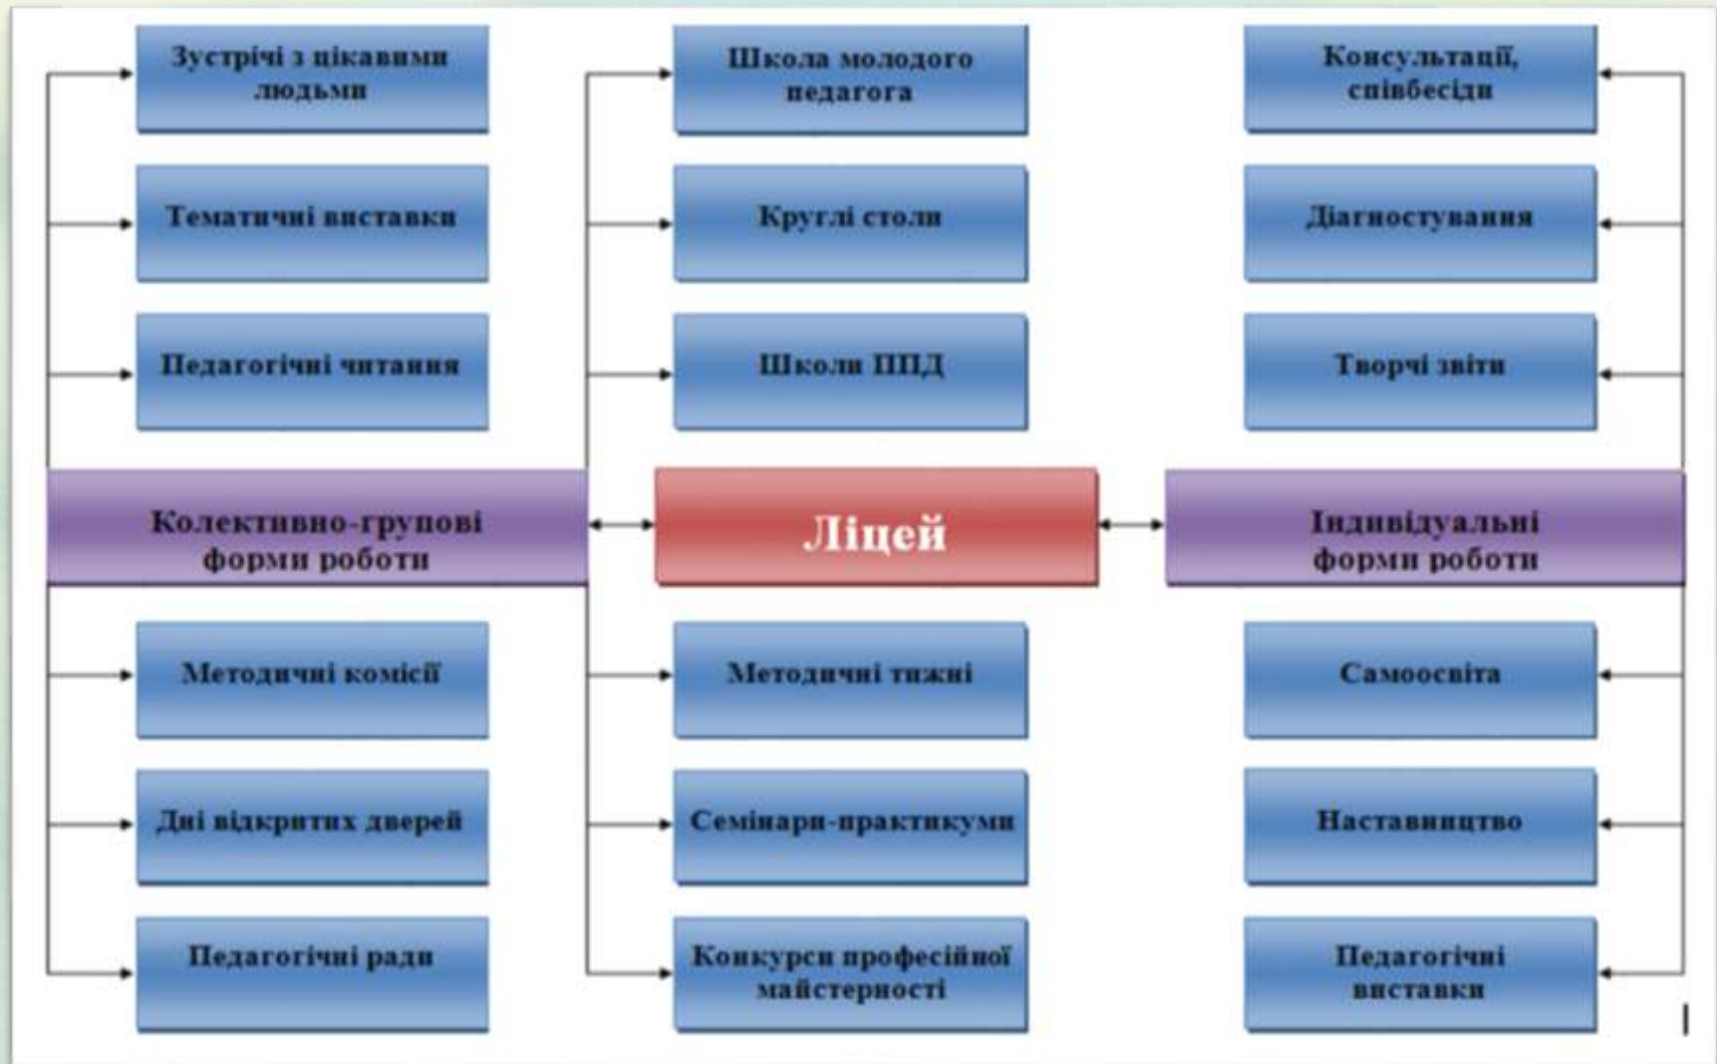 Зустрічі з цікавими
людьми
Школа молодого
педагога
Консультації,
співбесіди
Тематичні виставки
Круглі столи
Діагностування
Педагогічні читання
Школи ППД
Творчі звіти
Колективно-групові
форми роботи
Ліцей
Індивідуальні
форми роботи
Методичні комісії
Методичні тижні
Самоосвіта
Дні відкритих дверей
Семінари-практикуми
Наставництво
Педагогічні ради
Конкурси професійної
майстерності
Педагогічні
виставки